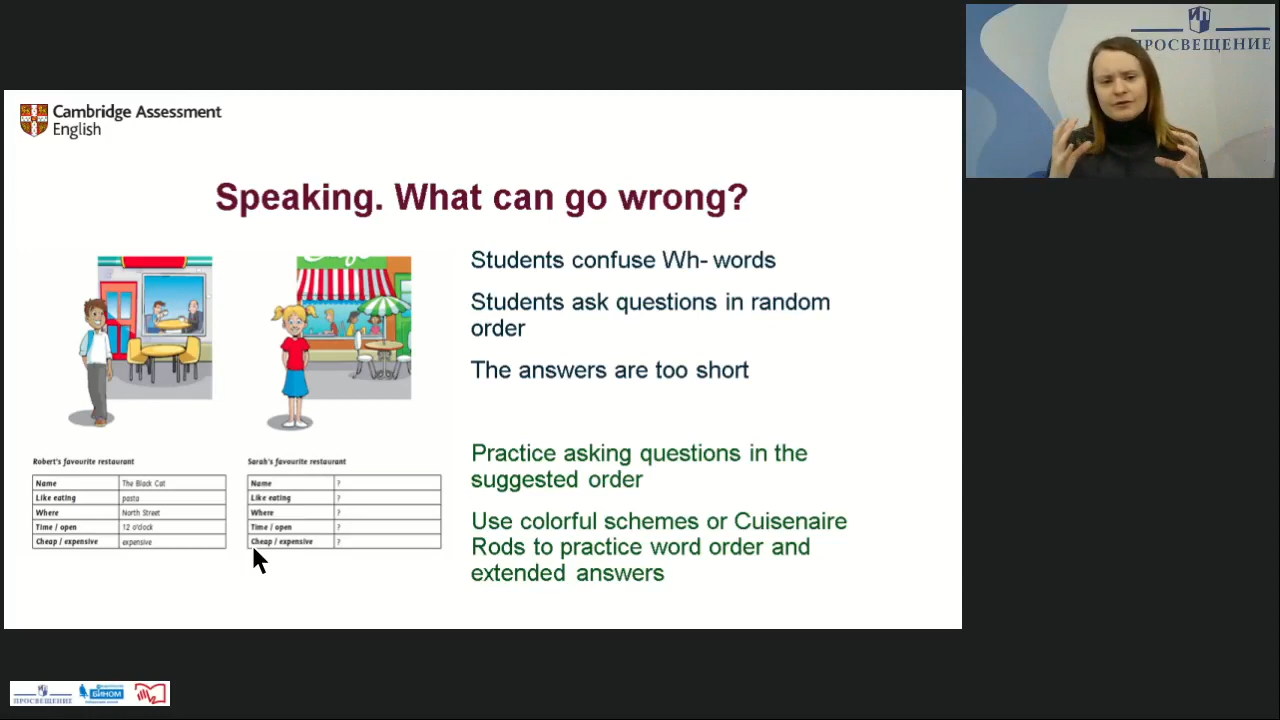 ПРОСВЕЩЕНИЕ
Cambridge Assessment
English
Speaking. What can go wrong?
Students confuse Wh- words
Students ask questions in random
order
The answers are too short
Practice asking questions in the
suggested order
Use colorful schemes or Cuisenaire
Rods to practice word order and
extended answers
Robert's favourite restaurant
Name The Black Cat
Like eating pasta
Where North Street
Time / open 12 o'clock
Cheap / expensive expensive
Sarah's favourite restaurant
Name ?
Like eating ?
Where ?
Time / open ?
Cheap / expensive ?
ПРОСВЕЩЕНИЕ
БИНОМ